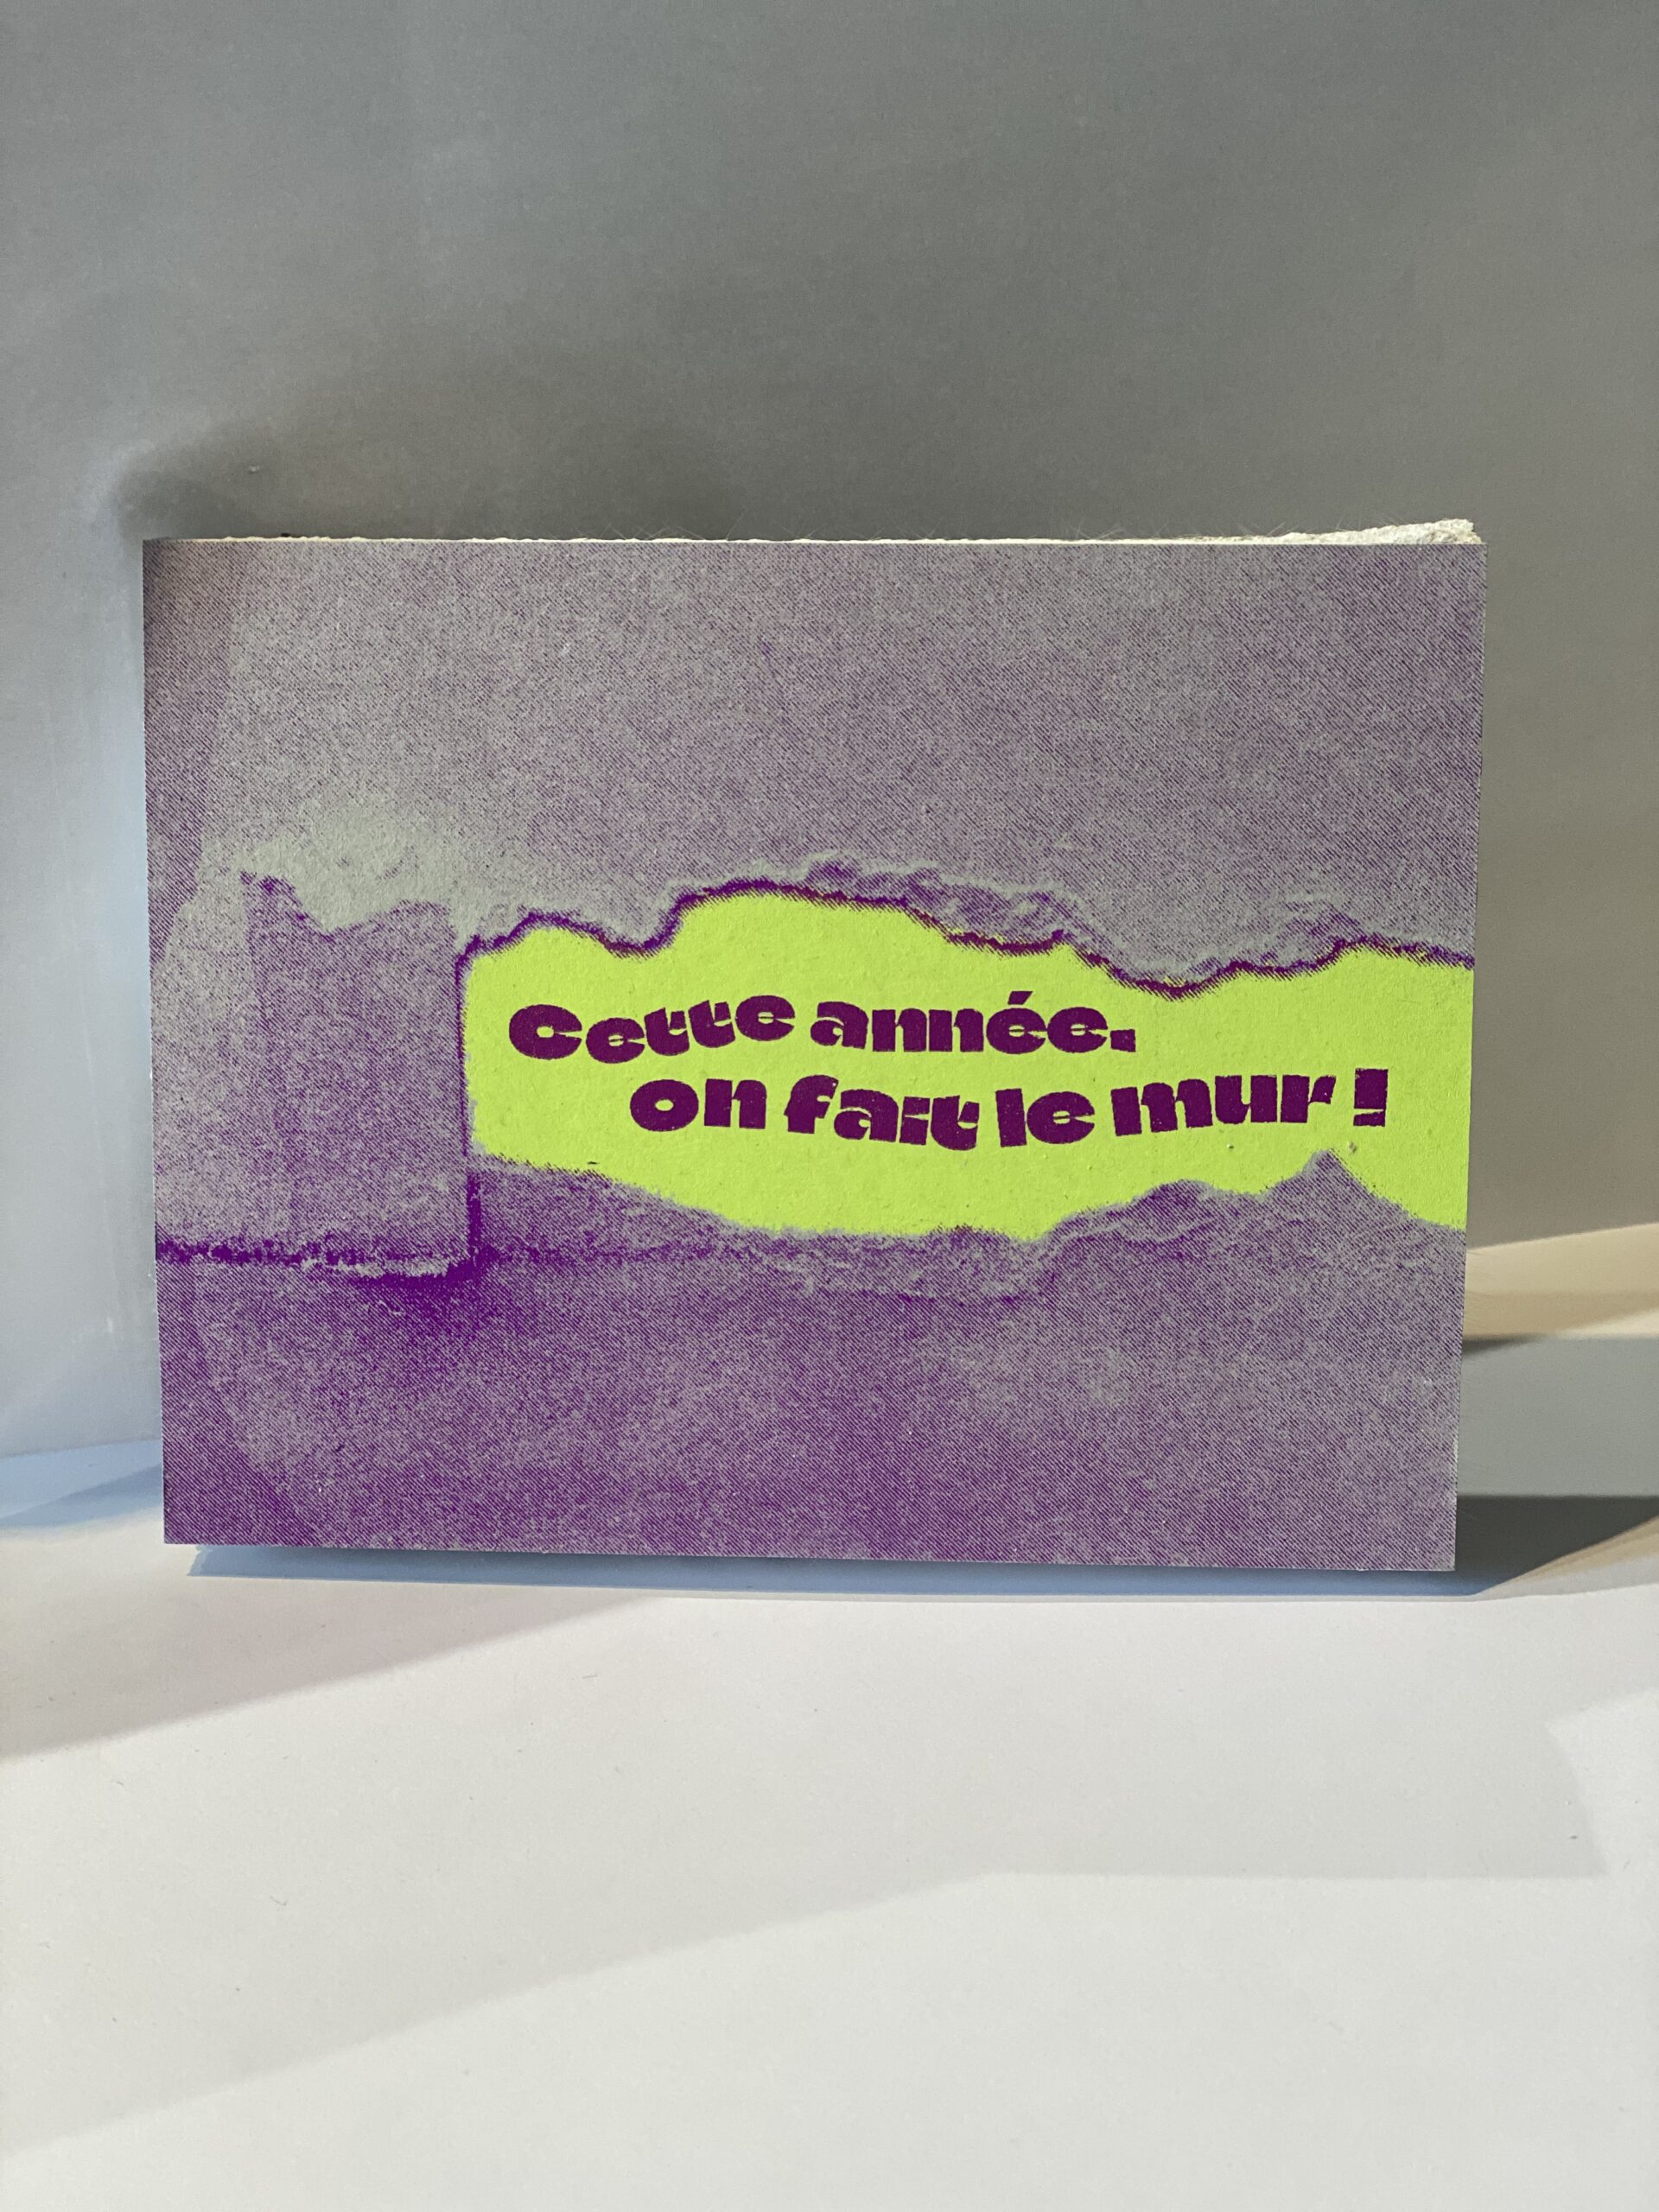 Cette année.
on fait le mur !